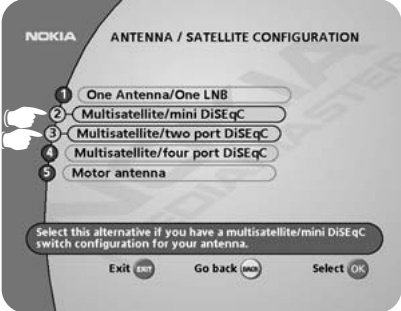 NOKIA
ANTENNA / SATELLITE CONFIGURATION
1 One Antenna/One LNB
2 Multisatellite/mini DiSEqC
3 Multisatellite/two port DiSEqC
4 Multisatellite/four port DiSEqC
5 Motor antenna
Select this alternative if you have a multisatellite/mini DiSEqC
switch configuration for your antenna.
Exit EXIT Go back BACK Select OK
MEDIAMASTER